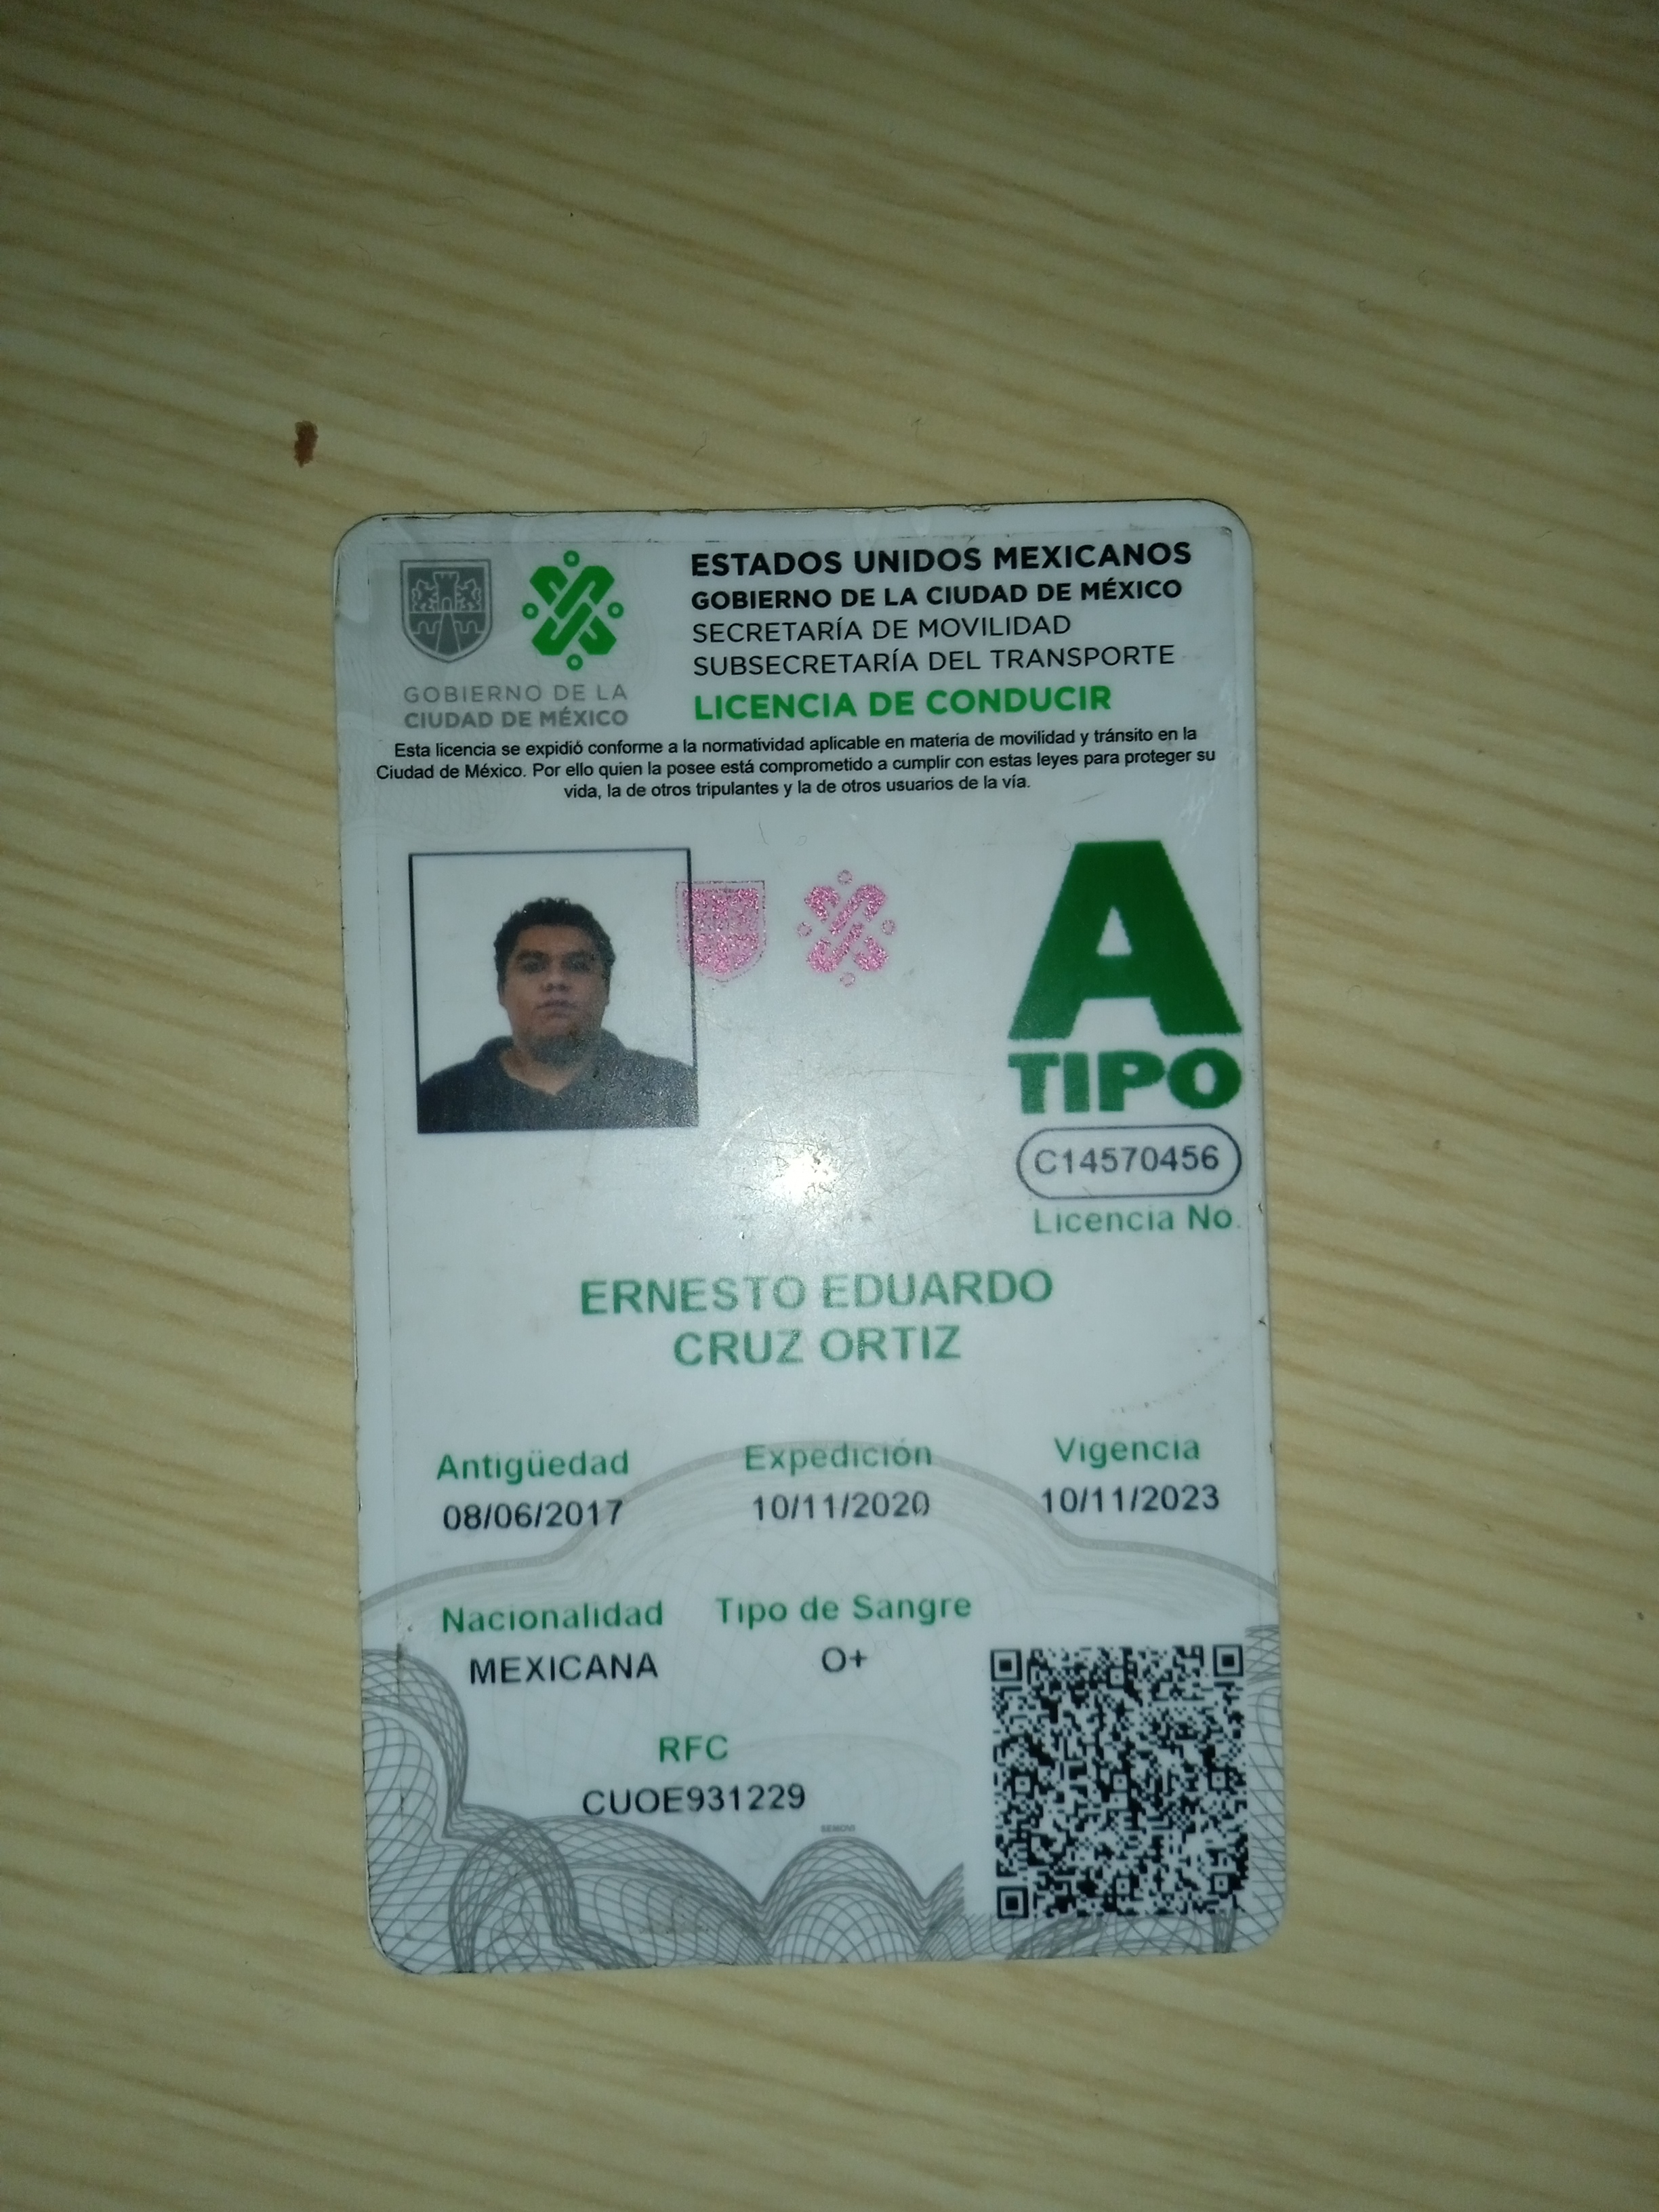 ESTADOS UNIDOS MEXICANOS
GOBIERNO DE LA CIUDAD DE MÉXICO
SECRETARÍA DE MOVILIDAD
SUBSECRETARÍA DEL TRANSPORTE
LICENCIA DE CONDUCIR
GOBIERNO DE LA
CIUDAD DE MÉXICO
Esta licencia se expidió conforme a la normatividad aplicable en materia de movilidad y tránsito en la
Ciudad de México. Por ello quien la posee está comprometido a cumplir con estas leyes para proteger su
vida, la de otros tripulantes y la de otros usuarios de la vía.
A
TIPO
C14570456
Licencia No.
ERNESTO EDUARDO
CRUZ ORTIZ
Antigüedad Expedición Vigencia
08/06/2017 10/11/2020 10/11/2023
Nacionalidad Tipo de Sangre
MEXICANA O+
RFC
CUOE931229
SEMOVI